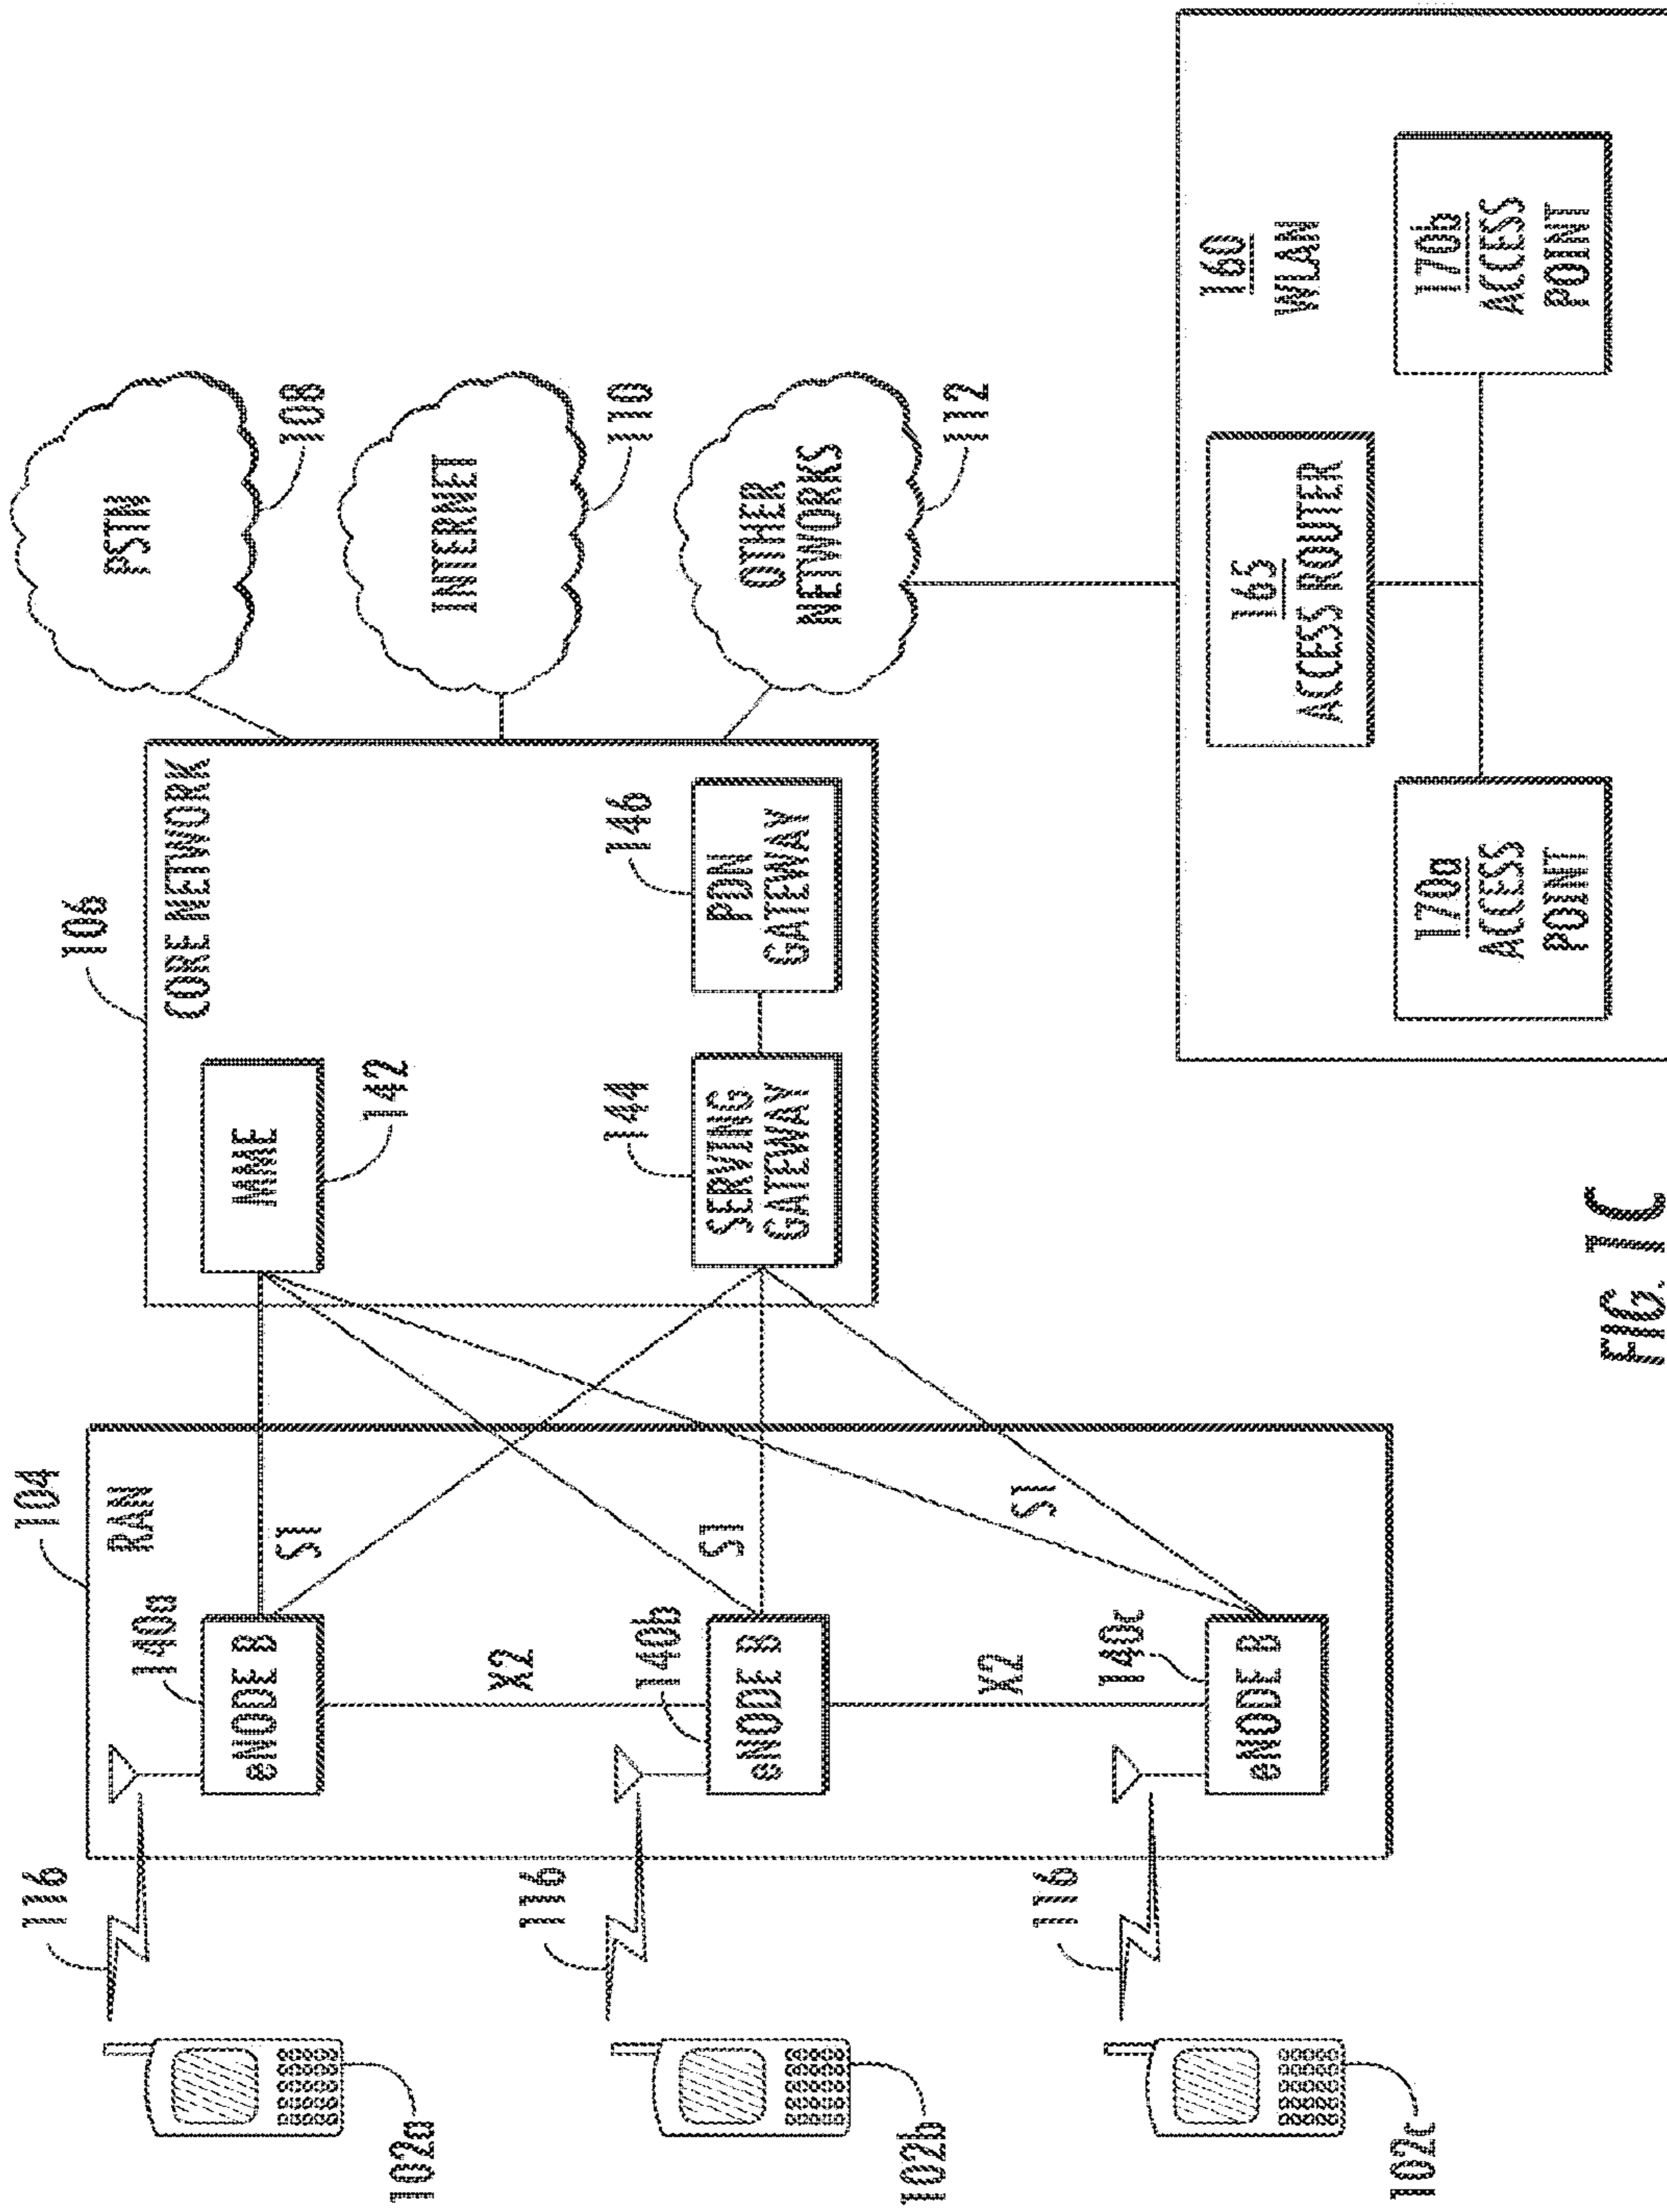 104
106
RAN
CORE NETWORK
PSTN
108
INTERNET
110
OTHER
NETWORKS
112
MME
142
144
SERVING
GATEWAY
146
PDN
GATEWAY
116
140a
eNODE B
S1
X2
116
140b
eNODE B
S1
X2
116
140c
eNODE B
S1
102a
102b
102c
160
WLAN
165
ACCESS ROUTER
170a
ACCESS
POINT
170b
ACCESS
POINT
FIG. 1C